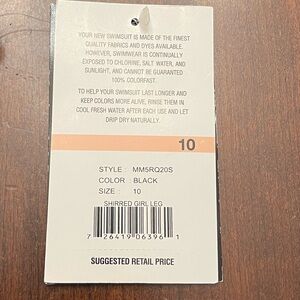 YOUR NEW SWIMSUIT IS MADE OF THE FINEST
QUALITY FABRICS AND DYES AVAILABLE.
HOWEVER, SWIMWEAR IS CONTINUALLY
EXPOSED TO CHLORINE, SALT WATER, AND
SUNLIGHT, AND CANNOT BE GUARANTEED
100% COLORFAST.
TO HELP YOUR SWIMSUIT LAST LONGER AND
KEEP COLORS MORE ALIVE, RINSE THEM IN
COOL FRESH WATER AFTER EACH USE AND LET
DRIP DRY NATURALLY.
10
STYLE : MM5RQ20S
COLOR : BLACK
SIZE : 10
SHIRRED GIRL LEG
7 26419 06396 1
SUGGESTED RETAIL PRICE